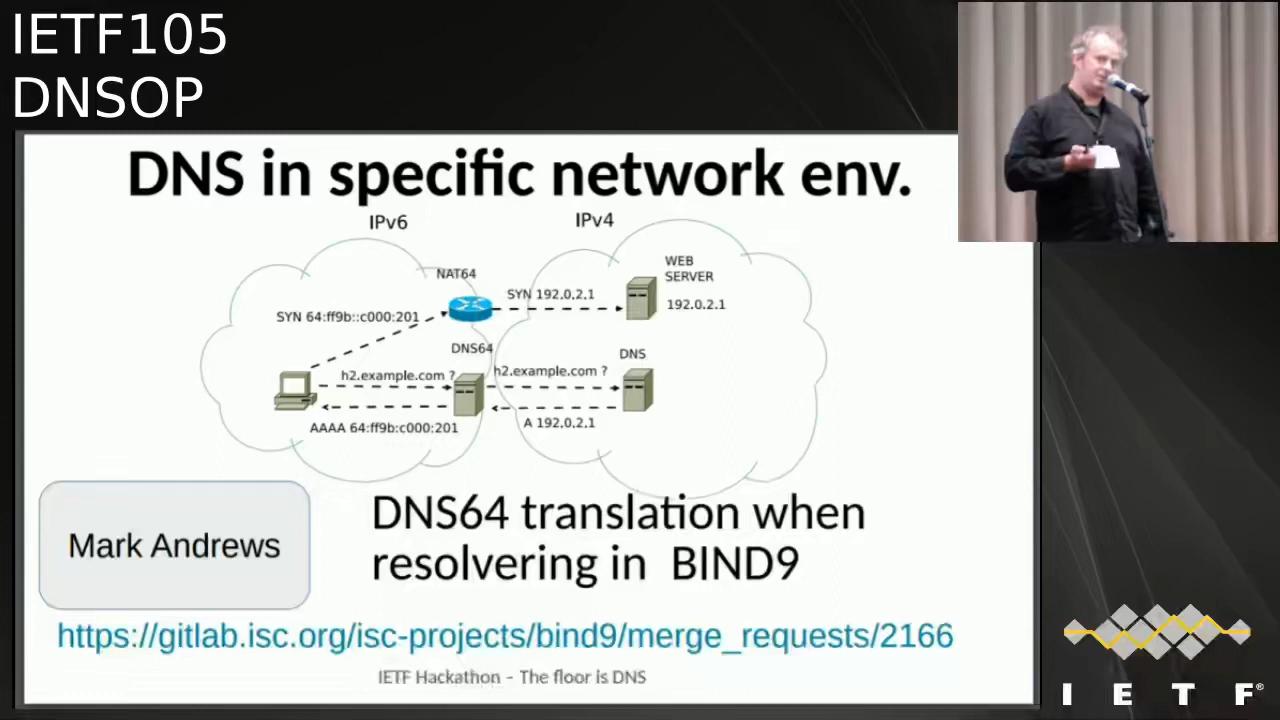 IETF105
DNSOP
DNS in specific network env.
IPv6
IPv4
NAT64
WEB
SERVER
SYN 192.0.2.1
192.0.2.1
SYN 64:ff9b::c000:201
DNS64
DNS
h2.example.com ?
h2.example.com ?
AAAA 64:ff9b:c000:201
A 192.0.2.1
Mark Andrews
DNS64 translation when
resolvering in BIND9
https://gitlab.isc.org/isc-projects/bind9/merge_requests/2166
IETF Hackathon – The floor is DNS
I E T F®